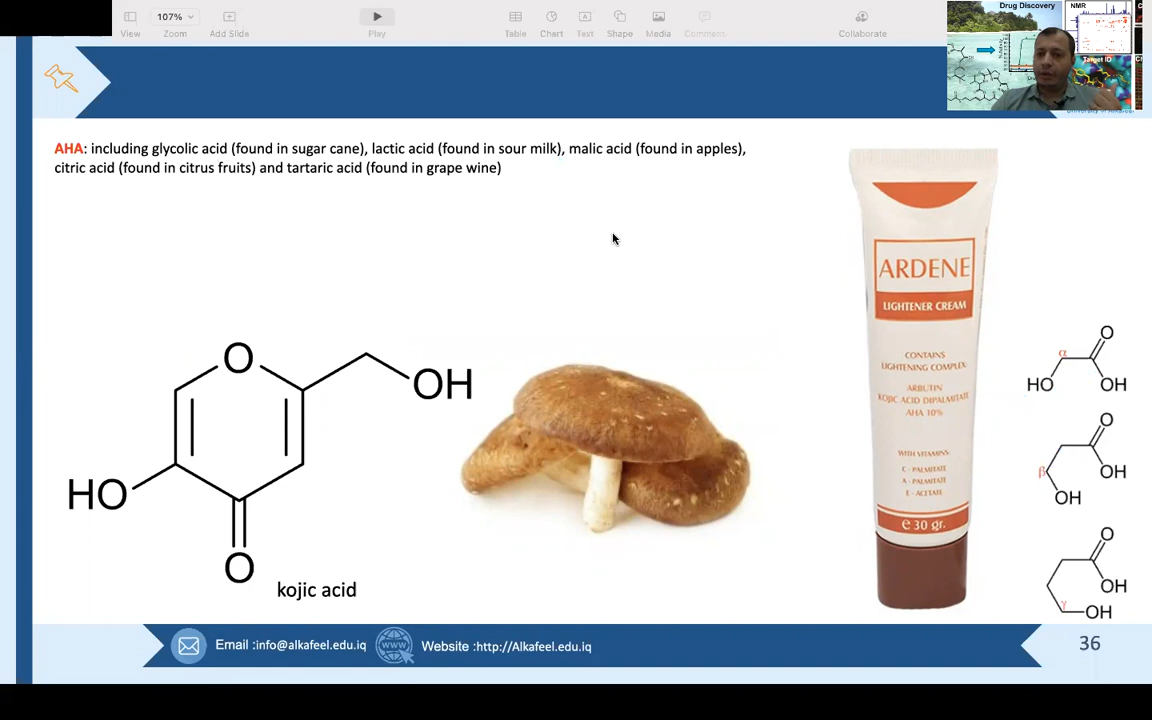 107%
View
Zoom
Add Slide
Play
Table
Chart
Text
Shape
Media
Comment
Collaborate
Drug Discovery
NMR
Target ID
AHA: including glycolic acid (found in sugar cane), lactic acid (found in sour milk), malic acid (found in apples),
citric acid (found in citrus fruits) and tartaric acid (found in grape wine)
O
OH
HO
O
kojic acid
ARDENE
LIGHTENER CREAM
CONTAINS
LIGHTENING COMPLEX
ARBUTIN
KOJIC ACID DIPALMITATE
AHA 10%
WITH VITAMINS
C - PALMITATE
A - PALMITATE
E - ACETATE
e 30 gr.
O
α
HO
OH
O
β
OH
OH
O
OH
γ
OH
Email :info@alkafeel.edu.iq
www
Website :http://Alkafeel.edu.iq
36